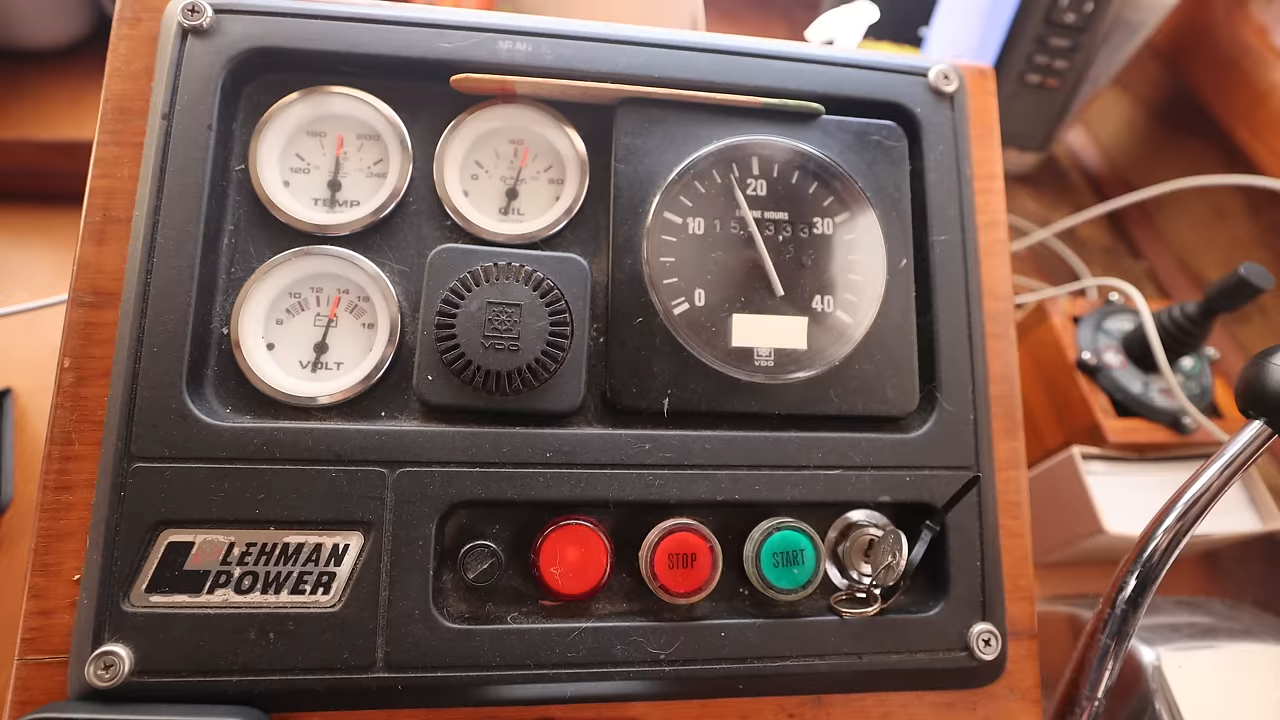 160
200
120
240
TEMP
40
0
80
OIL
20
ENGINE HOURS
10
30
0
40
VDO
12
14
10
16
8
18
VOLT
VDO
LEHMAN
POWER
STOP
START